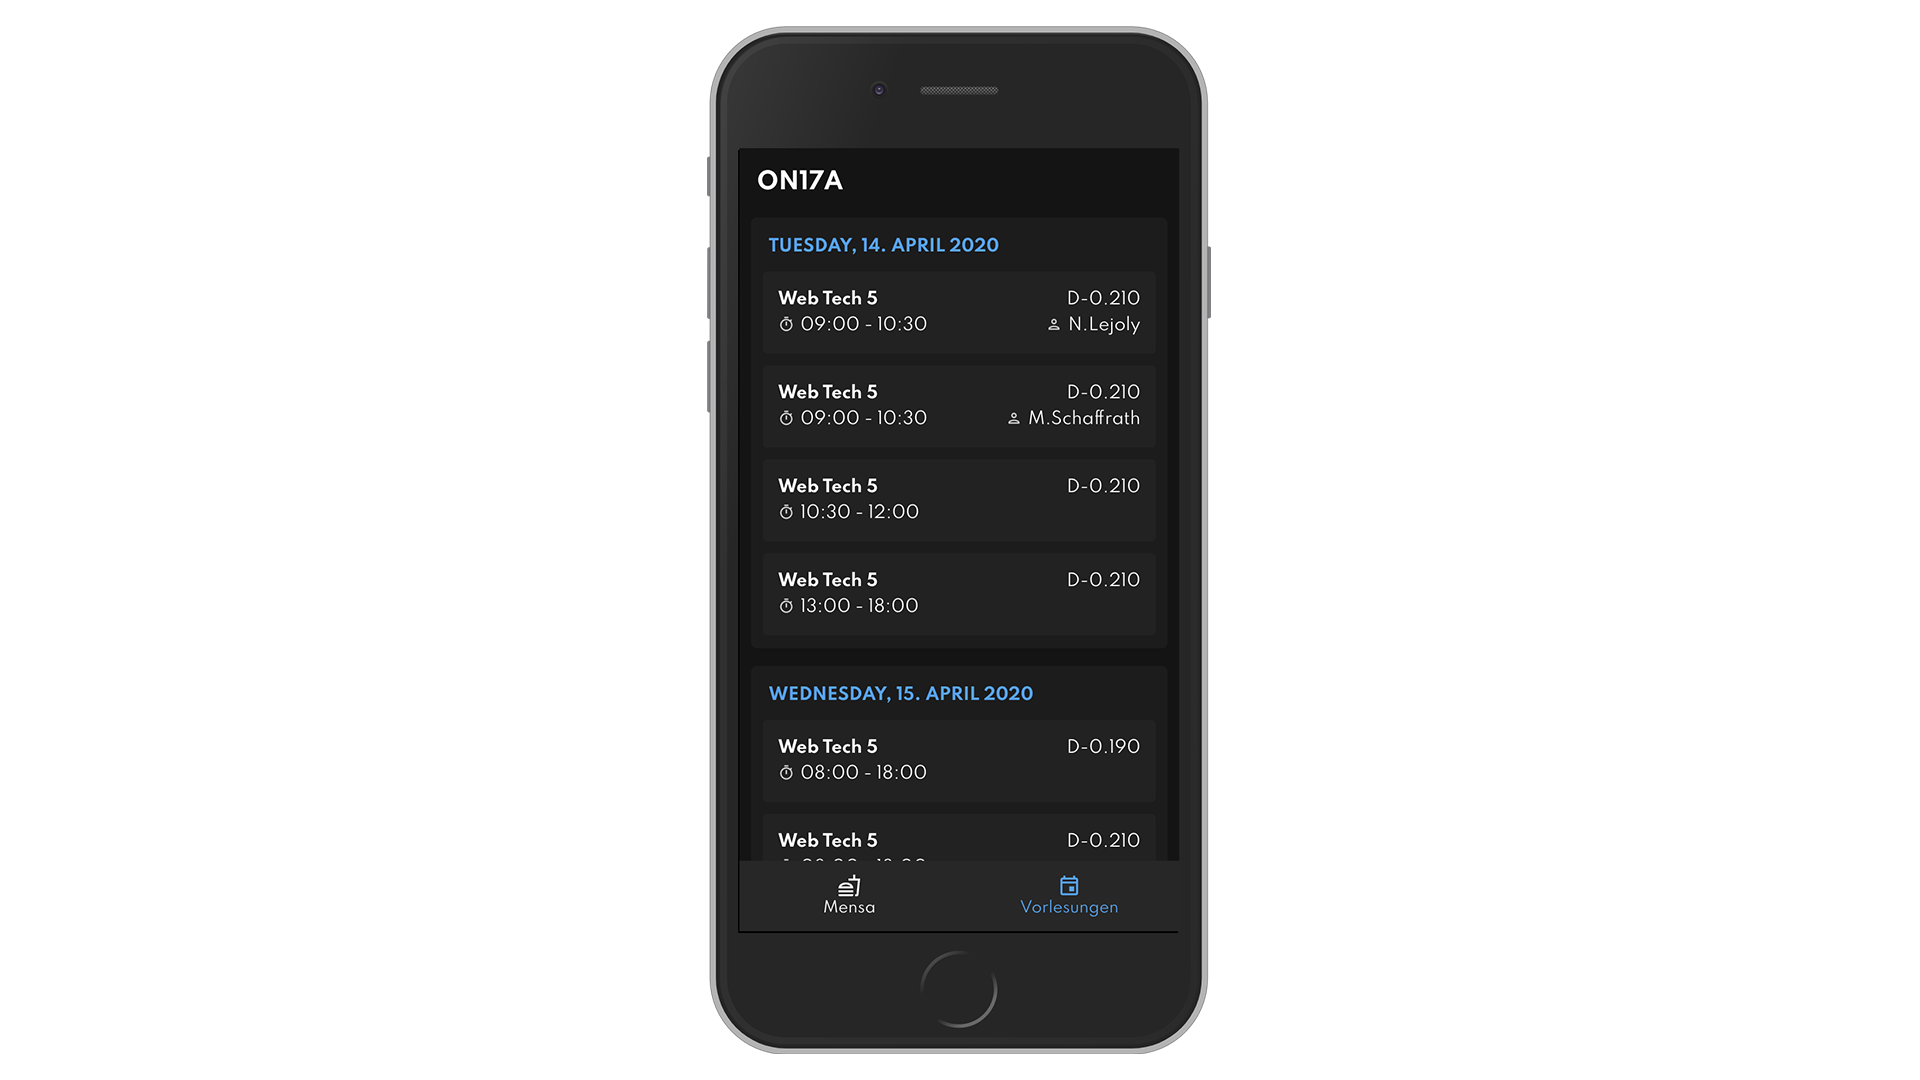 ON17A
TUESDAY, 14. APRIL 2020
Web Tech 5 D-0.210
09:00 - 10:30 N.Lejoly
Web Tech 5 D-0.210
09:00 - 10:30 M.Schaffrath
Web Tech 5 D-0.210
10:30 - 12:00
Web Tech 5 D-0.210
13:00 - 18:00
WEDNESDAY, 15. APRIL 2020
Web Tech 5 D-0.190
08:00 - 18:00
Web Tech 5 D-0.210
Mensa Vorlesungen